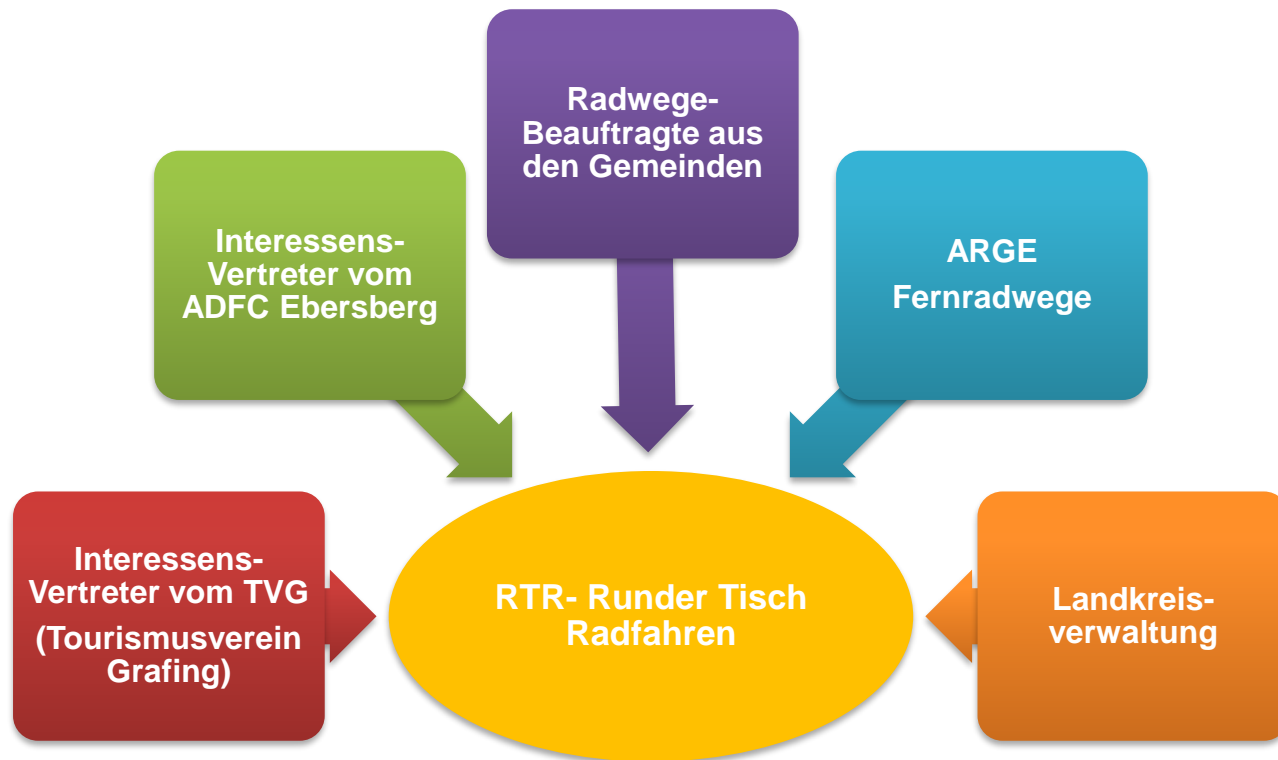 Radwege-
Beauftragte aus
den Gemeinden
Interessens-
Vertreter vom
ADFC Ebersberg
ARGE
Fernradwege
Interessens-
Vertreter vom TVG
(Tourismusverein
Grafing)
RTR- Runder Tisch
Radfahren
Landkreis-
verwaltung